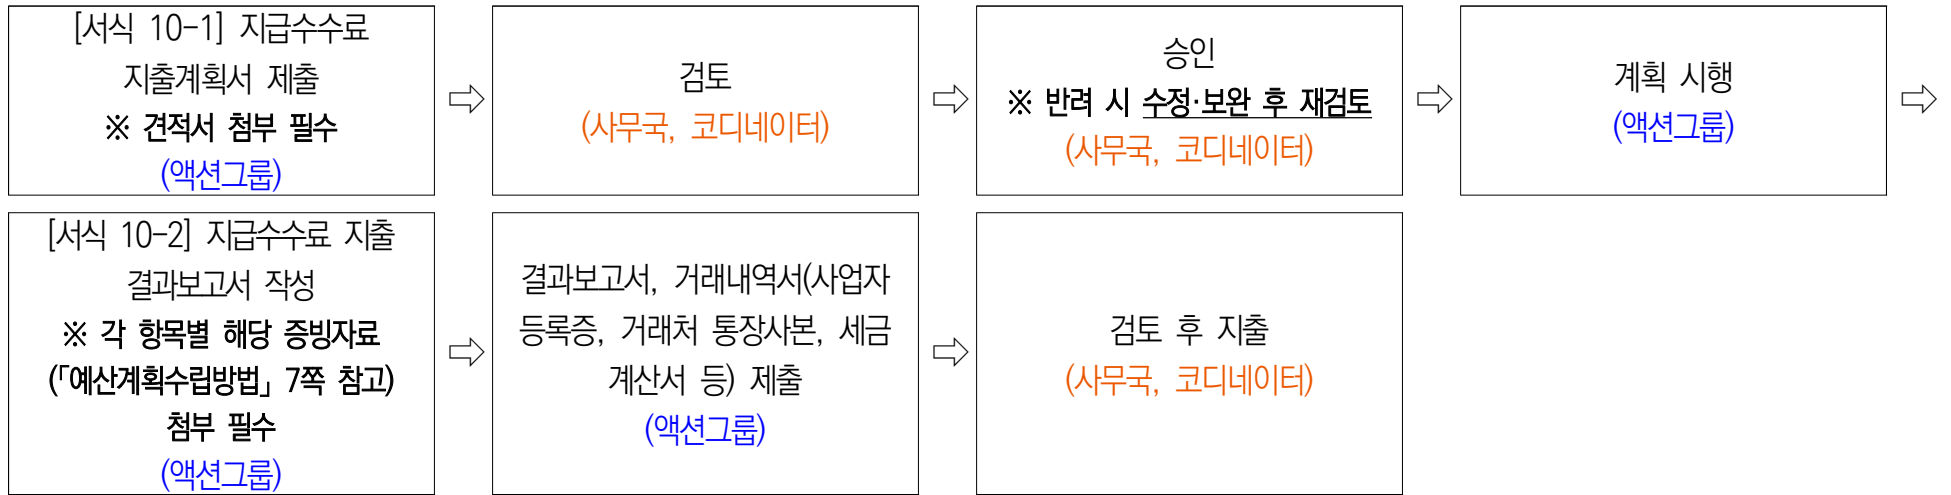 [서식 10-1] 지급수수료
지출계획서 제출
※ 견적서 첨부 필수
(액션그룹)
⇨
검토
(사무국, 코디네이터)
⇨
승인
※ 반려 시 수정·보완 후 재검토
(사무국, 코디네이터)
⇨
계획 시행
(액션그룹)
⇨
[서식 10-2] 지급수수료 지출
결과보고서 작성
※ 각 항목별 해당 증빙자료
(「예산계획수립방법」 7쪽 참고)
첨부 필수
(액션그룹)
⇨
결과보고서, 거래내역서(사업자
등록증, 거래처 통장사본, 세금
계산서 등) 제출
(액션그룹)
⇨
검토 후 지출
(사무국, 코디네이터)